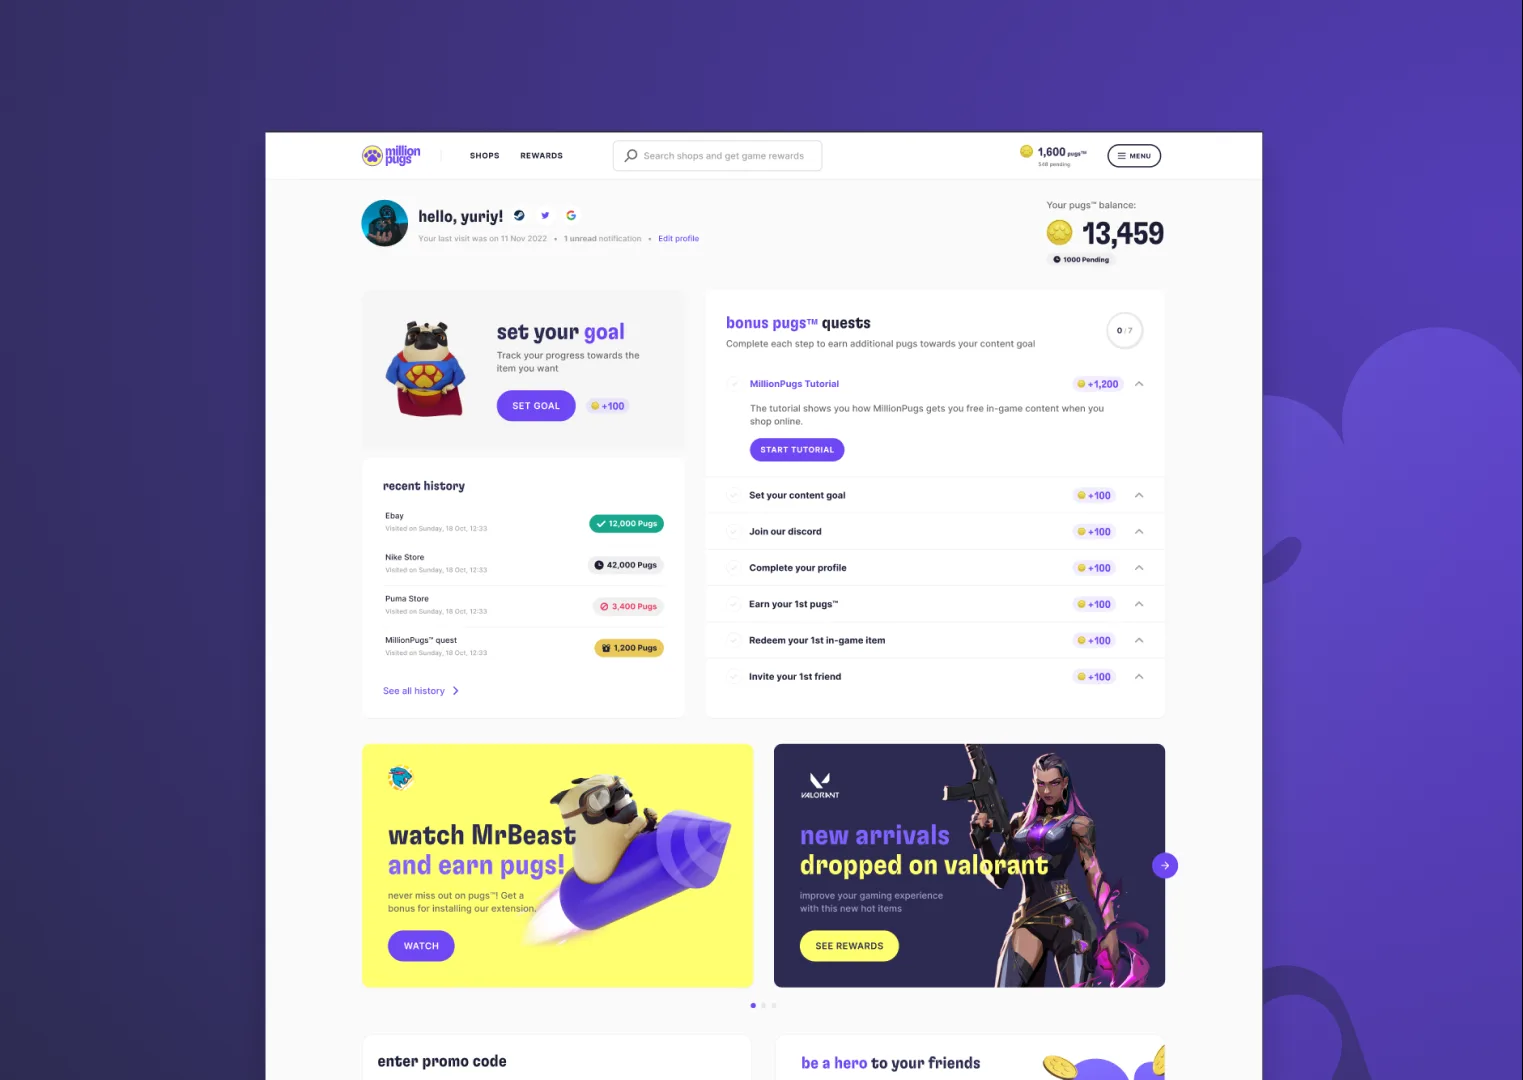 million
pugs
SHOPS
REWARDS
Search shops and get game rewards
1,600 pugs™
548 pending
MENU
hello, yuriy!
Your last visit was on 11 Nov 2022 • 1 unread notification • Edit profile
Your pugs™ balance:
13,459
1000 Pending
set your goal
Track your progress towards the
item you want
SET GOAL
+100
recent history
Ebay
Visited on Sunday, 18 Oct, 12:33
12,000 Pugs
Nike Store
Visited on Sunday, 18 Oct, 12:33
42,000 Pugs
Puma Store
Visited on Sunday, 18 Oct, 12:33
3,400 Pugs
MillionPugs™ quest
Visited on Sunday, 18 Oct, 12:33
1,200 Pugs
See all history
bonus pugs™ quests
Complete each step to earn additional pugs towards your content goal
0 / 7
MillionPugs Tutorial
+1,200
The tutorial shows you how MillionPugs gets you free in-game content when you
shop online.
START TUTORIAL
Set your content goal
+100
Join our discord
+100
Complete your profile
+100
Earn your 1st pugs™
+100
Redeem your 1st in-game item
+100
Invite your 1st friend
+100
watch MrBeast
and earn pugs!
never miss out on pugs™! Get a
bonus for installing our extension.
WATCH
VALORANT
new arrivals
dropped on valorant
improve your gaming experience
with this new hot items
SEE REWARDS
enter promo code
be a hero to your friends